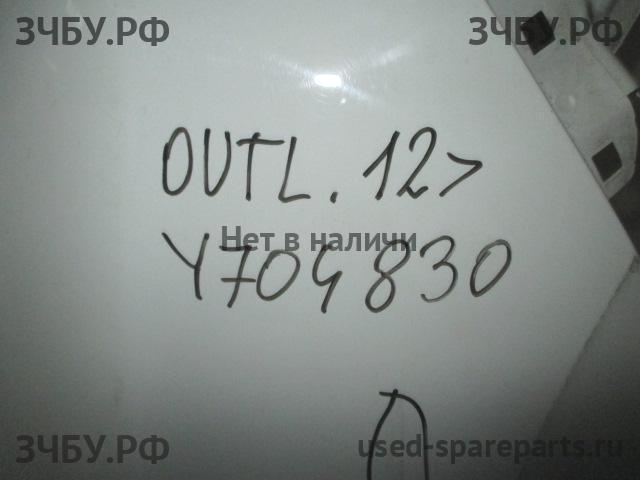 ЗЧБУ.РФ ЗЧБУ.РФ
OUTL. 12>
Нет в наличи
Y704830
ЗЧБУ.РФ used-spareparts.ru